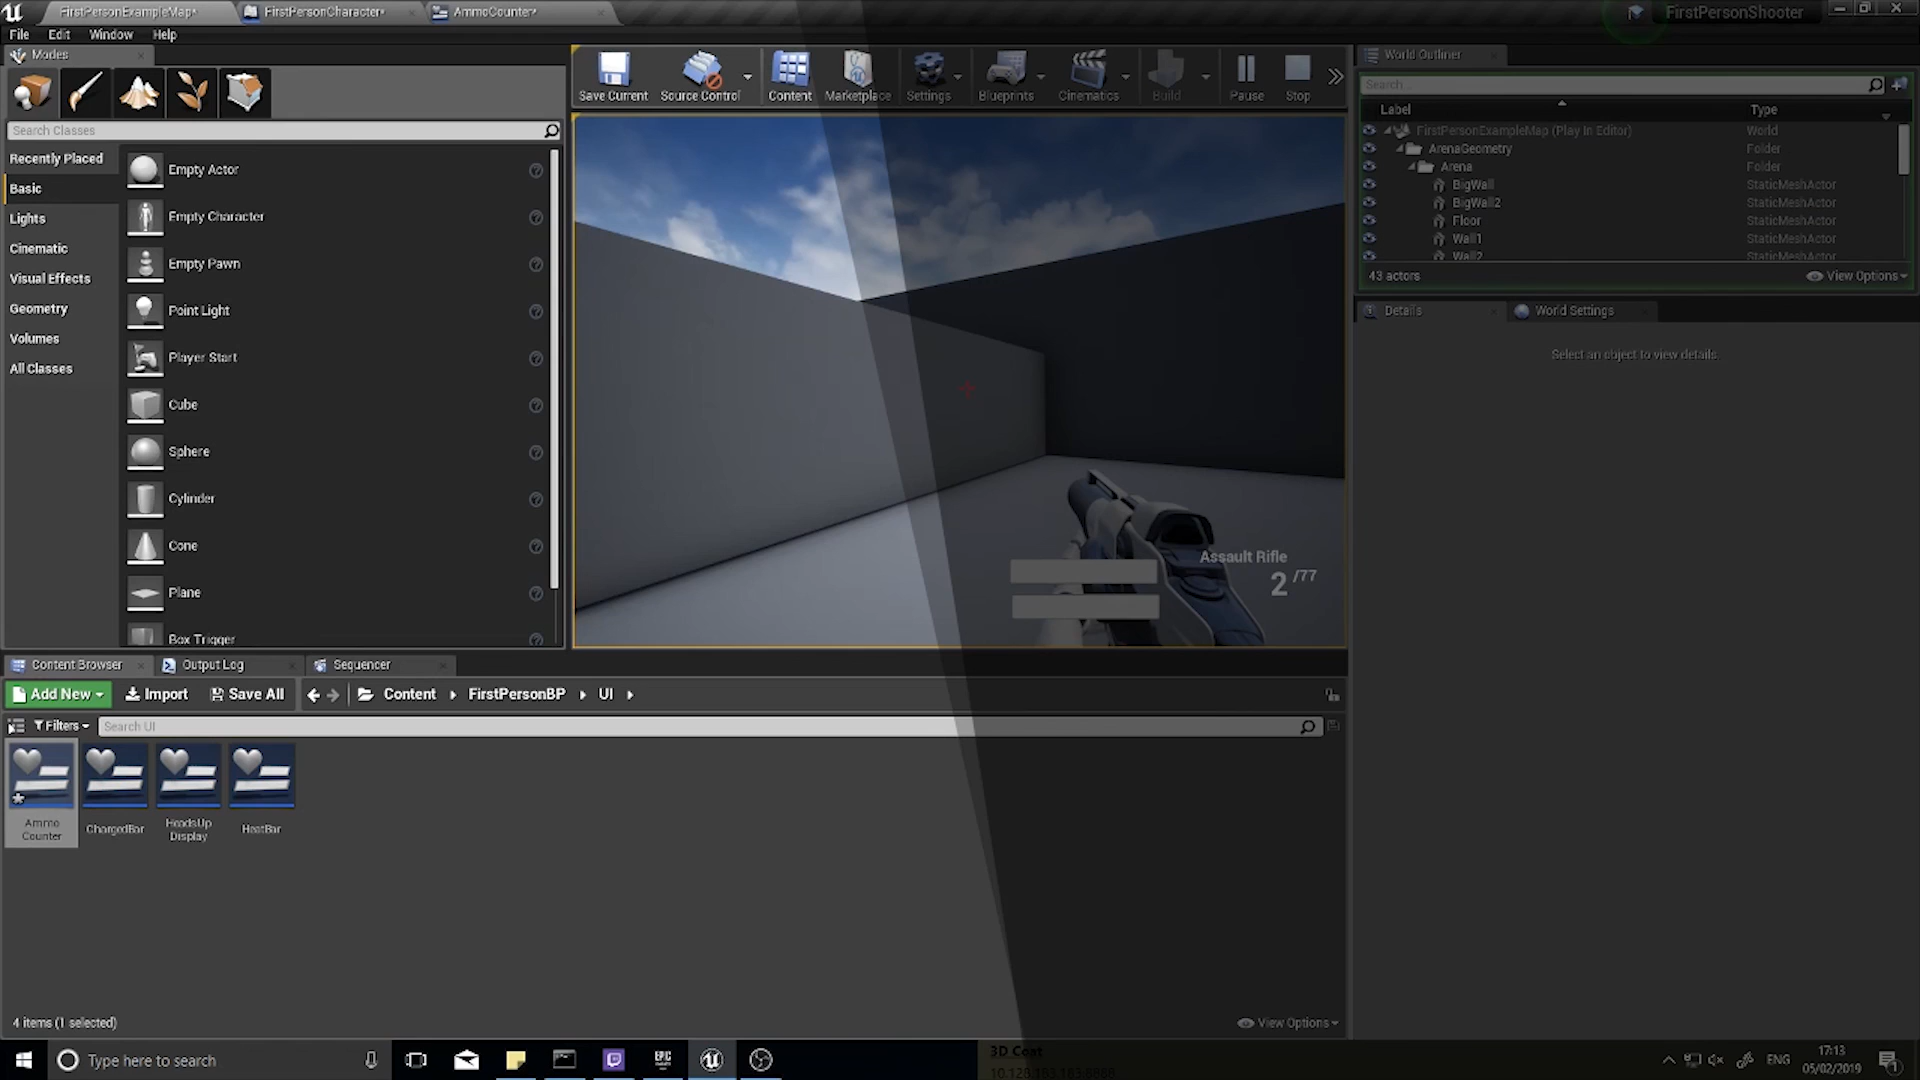 FirstPersonExampleMap*
FirstPersonCharacter*
AmmoCounter*
FirstPersonShooter
File Edit Window Help
Modes
Search Classes
Recently Placed
Basic
Lights
Cinematic
Visual Effects
Geometry
Volumes
All Classes
Empty Actor
Empty Character
Empty Pawn
Point Light
Player Start
Cube
Sphere
Cylinder
Cone
Plane
Box Trigger
Save Current
Source Control
Content
Marketplace
Settings
Blueprints
Cinematics
Build
Pause
Stop
Assault Rifle
2 /77
World Outliner
Search...
Label Type
FirstPersonExampleMap (Play In Editor) World
ArenaGeometry Folder
Arena Folder
BigWall StaticMeshActor
BigWall2 StaticMeshActor
Floor StaticMeshActor
Wall1 StaticMeshActor
Wall2 StaticMeshActor
43 actors
View Options
Details
World Settings
Select an object to view details.
Content Browser
Output Log
Sequencer
Add New
Import
Save All
Content
FirstPersonBP
UI
Filters
Search UI
Ammo
Counter
ChargedBar
HeadsUp
Display
HeatBar
4 items (1 selected)
View Options
Type here to search
EPIC
3D Coat
ENG
17:13
05/02/2019